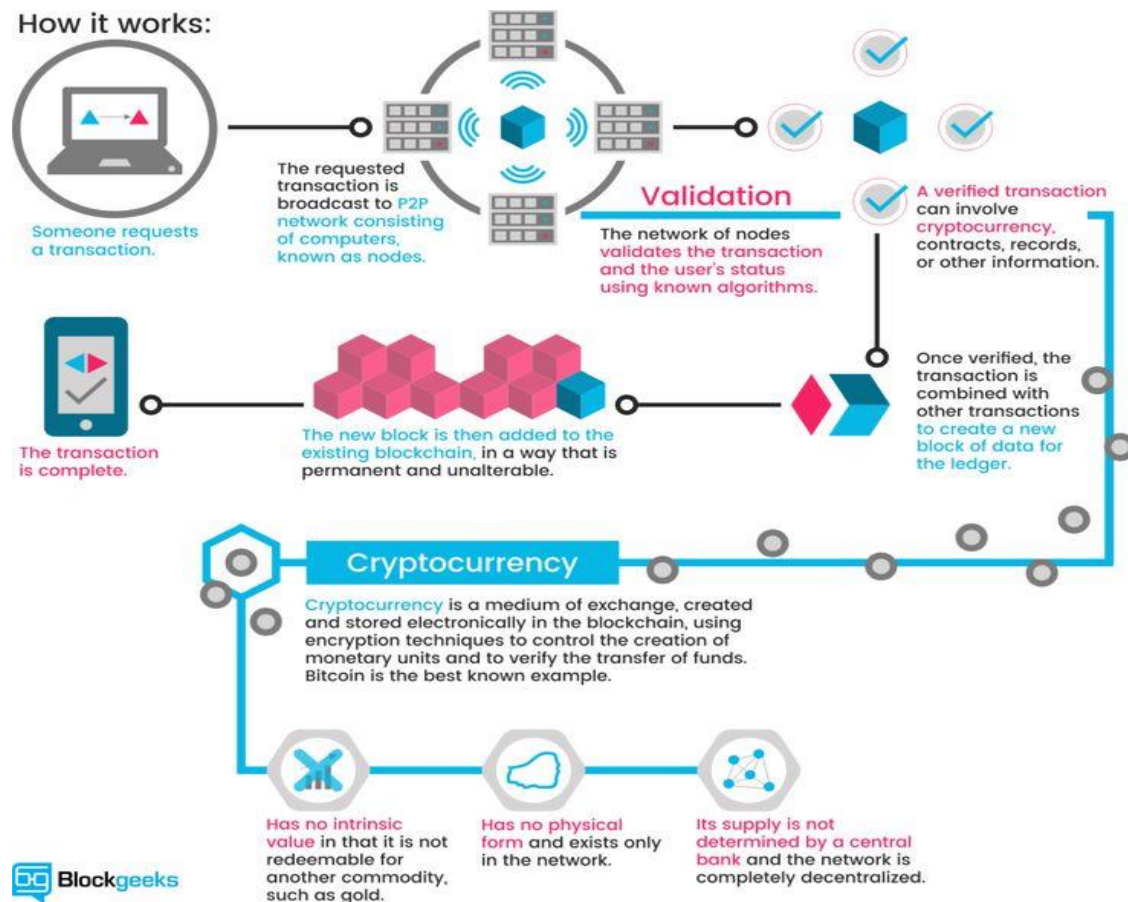 How it works:
Someone requests
a transaction.
The requested
transaction is
broadcast to P2P
network consisting
of computers,
known as nodes.
Validation
The network of nodes
validates the transaction
and the user's status
using known algorithms.
A verified transaction
can involve
cryptocurrency,
contracts, records,
or other information.
Once verified, the
transaction is
combined with
other transactions
to create a new
block of data for
the ledger.
The new block is then added to the
existing blockchain, in a way that is
permanent and unalterable.
The transaction
is complete.
Cryptocurrency
Cryptocurrency is a medium of exchange, created
and stored electronically in the blockchain, using
encryption techniques to control the creation of
monetary units and to verify the transfer of funds.
Bitcoin is the best known example.
Has no intrinsic
value in that it is not
redeemable for
another commodity,
such as gold.
Has no physical
form and exists only
in the network.
Its supply is not
determined by a central
bank and the network is
completely decentralized.
Blockgeeks